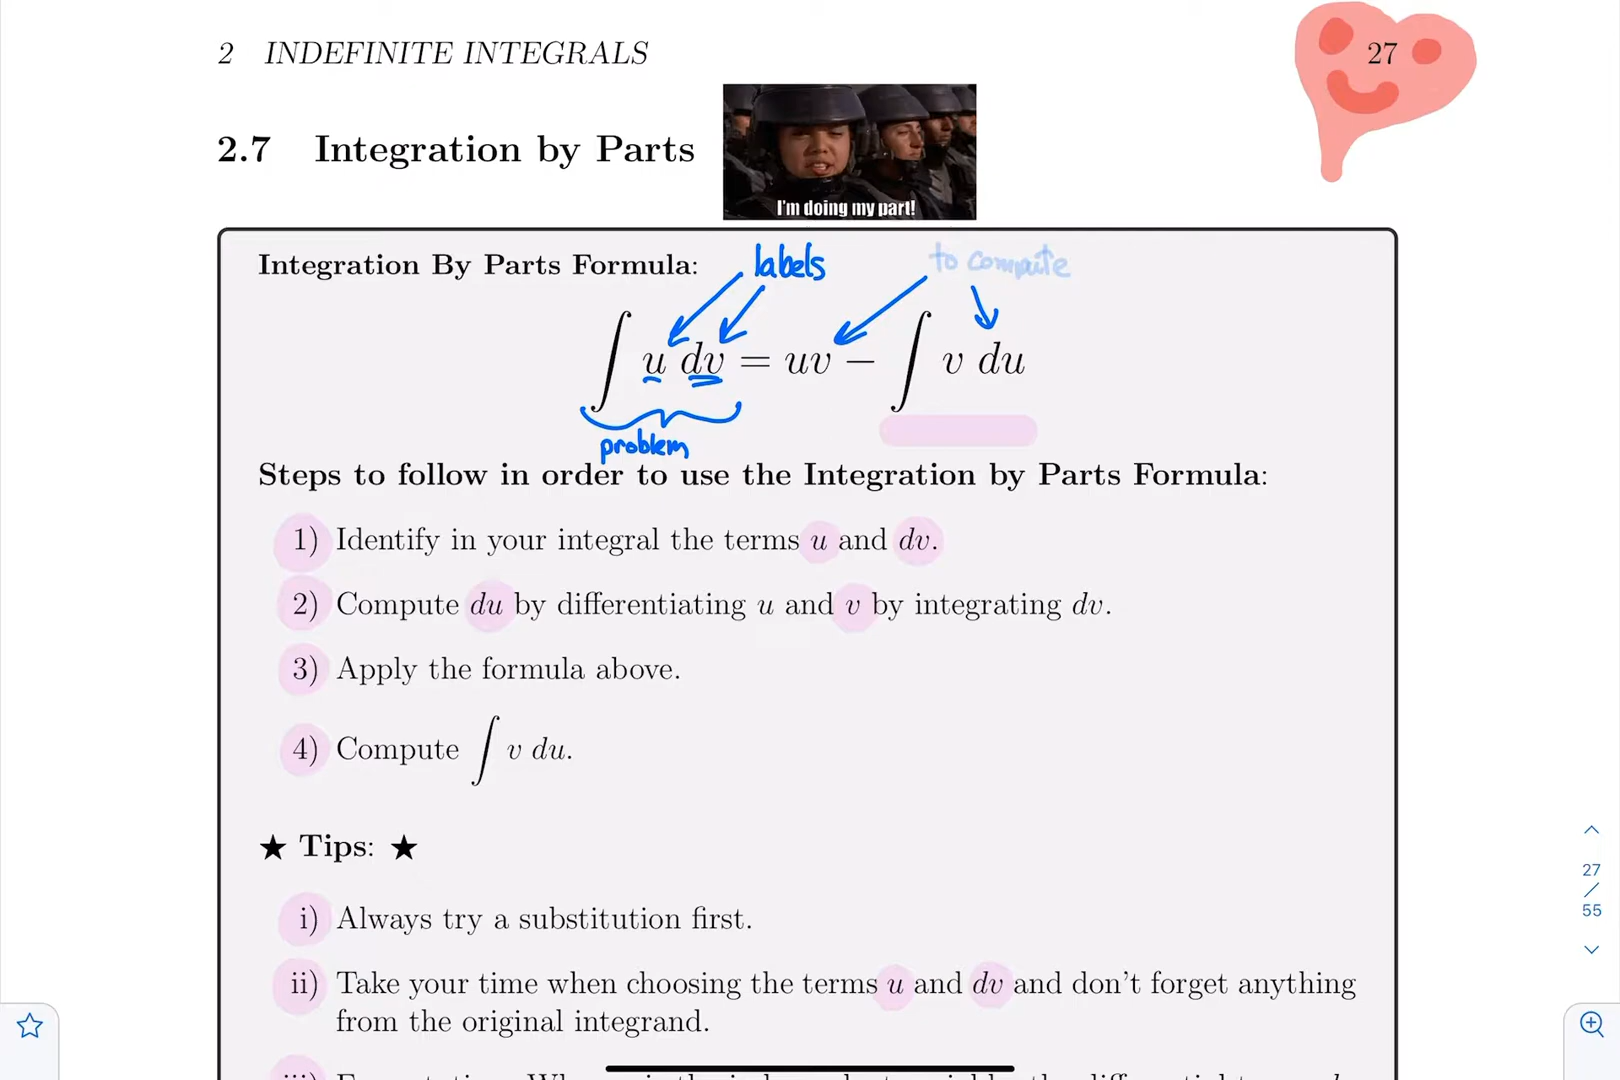 2 INDEFINITE INTEGRALS
27
2.7 Integration by Parts
I'm doing my part!
Integration By Parts Formula:
labels
to compute
∫ u dv = uv − ∫ v du
problem
Steps to follow in order to use the Integration by Parts Formula:
1) Identify in your integral the terms u and dv.
2) Compute du by differentiating u and v by integrating dv.
3) Apply the formula above.
4) Compute ∫ v du.
★ Tips: ★
i) Always try a substitution first.
ii) Take your time when choosing the terms u and dv and don't forget anything
from the original integrand.
27
/
55